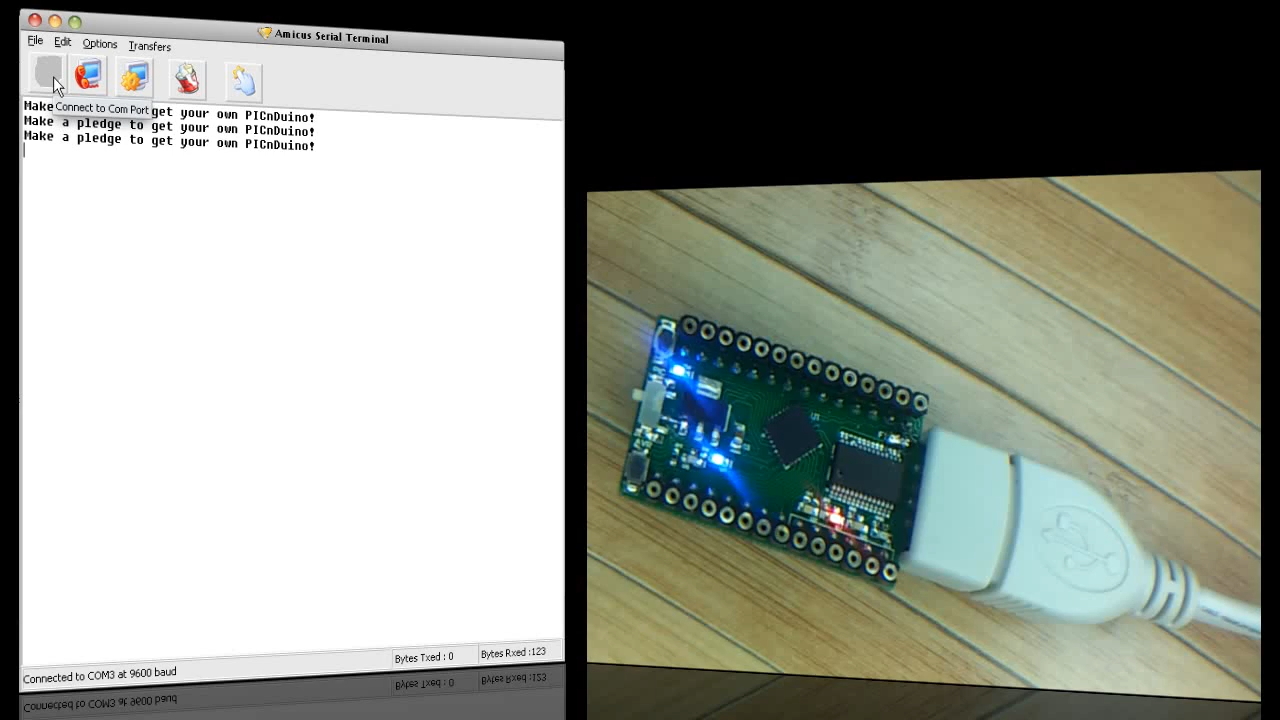 Amicus Serial Terminal
File Edit Options Transfers
Make a pledge to get your own PICnDuino!
Connect to Com Port
Make a pledge to get your own PICnDuino!
Make a pledge to get your own PICnDuino!
Connected to COM3 at 9600 baud
Bytes Txed : 0
Bytes Rxed :123